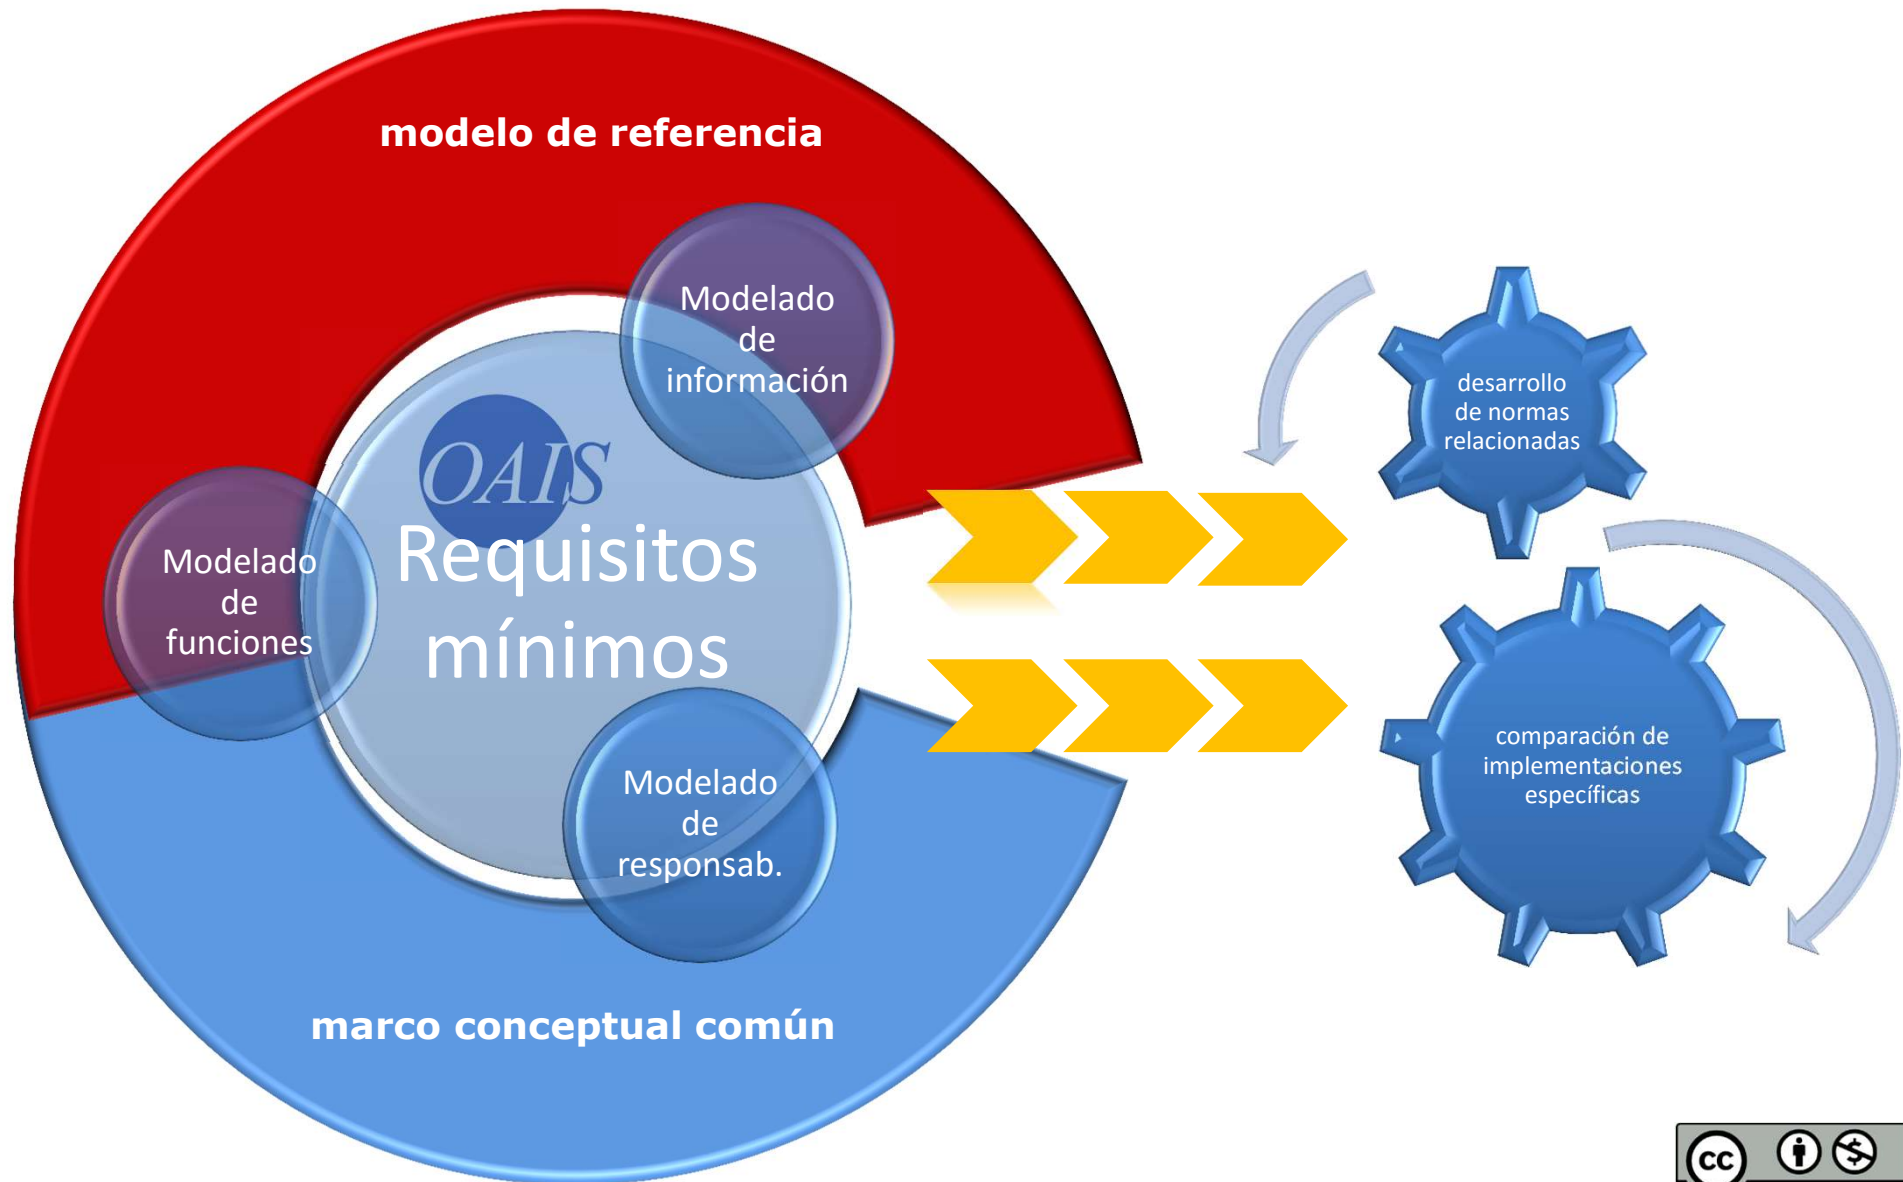 modelo de referencia
Modelado
de
información
OAIS
Requisitos
mínimos
Modelado
de
funciones
Modelado
de
responsab.
marco conceptual común
desarrollo
de normas
relacionadas
comparación de
implementaciones
específicas
cc